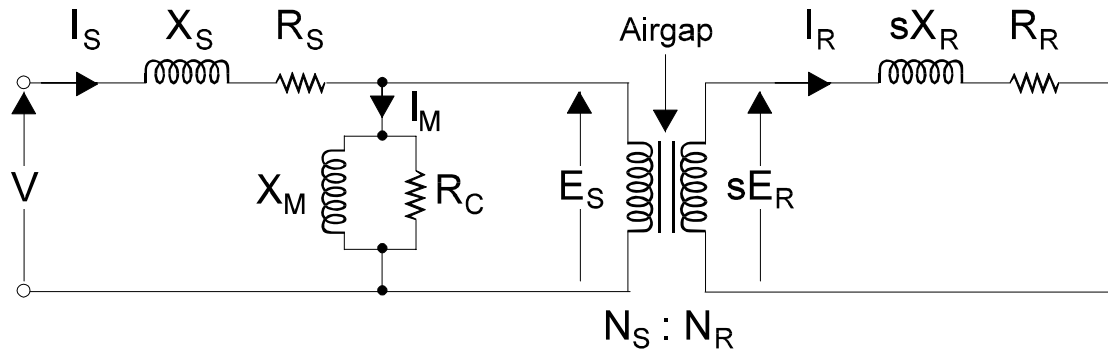 I_S X_S R_S Airgap I_R sX_R R_R
I_M
V X_M R_C E_S sE_R
N_S : N_R